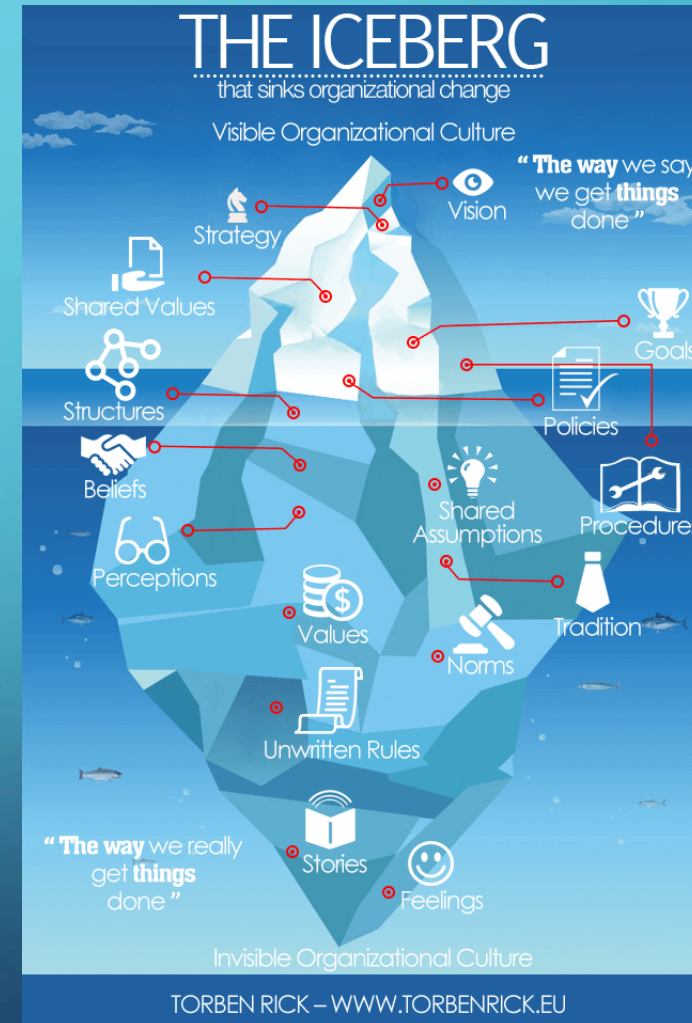 THE ICEBERG
that sinks organizational change
Visible Organizational Culture
“ The way we say
we get things
done ”
Vision
Strategy
Shared Values
Goals
Structures
Policies
Beliefs
Shared
Assumptions
Procedures
Perceptions
Tradition
Values
Norms
Unwritten Rules
“ The way we really
get things
done ”
Stories
Feelings
Invisible Organizational Culture
TORBEN RICK – WWW.TORBENRICK.EU